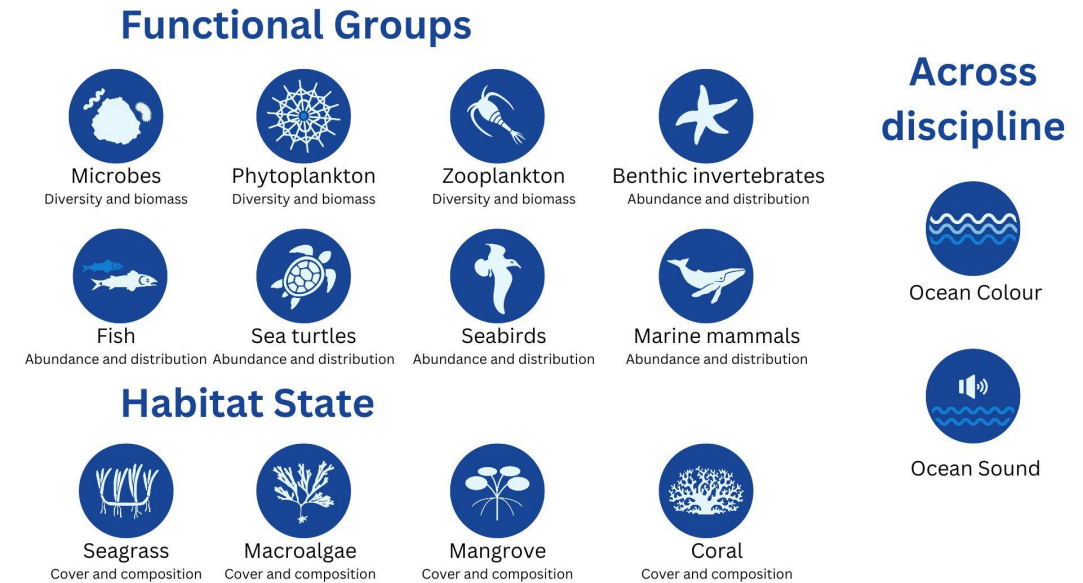 Functional Groups
Microbes
Diversity and biomass
Phytoplankton
Diversity and biomass
Zooplankton
Diversity and biomass
Benthic invertebrates
Abundance and distribution
Fish
Abundance and distribution
Sea turtles
Abundance and distribution
Seabirds
Abundance and distribution
Marine mammals
Abundance and distribution
Habitat State
Seagrass
Cover and composition
Macroalgae
Cover and composition
Mangrove
Cover and composition
Coral
Cover and composition
Across
discipline
Ocean Colour
Ocean Sound